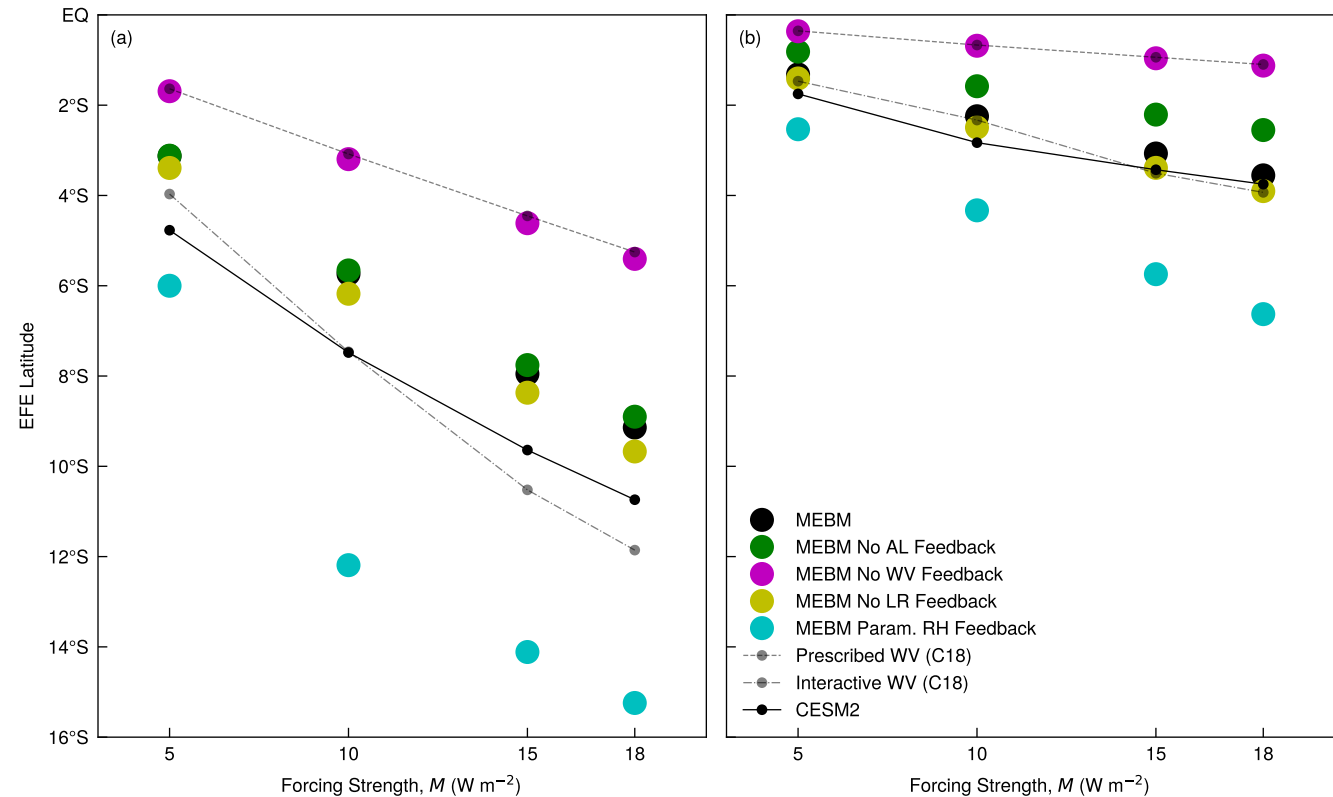 EQ
2°S
4°S
6°S
8°S
10°S
12°S
14°S
16°S
EFE Latitude
(a)
5
10
15
18
Forcing Strength, M (W m⁻²)
(b)
MEBM
MEBM No AL Feedback
MEBM No WV Feedback
MEBM No LR Feedback
MEBM Param. RH Feedback
Prescribed WV (C18)
Interactive WV (C18)
CESM2
5
10
15
18
Forcing Strength, M (W m⁻²)